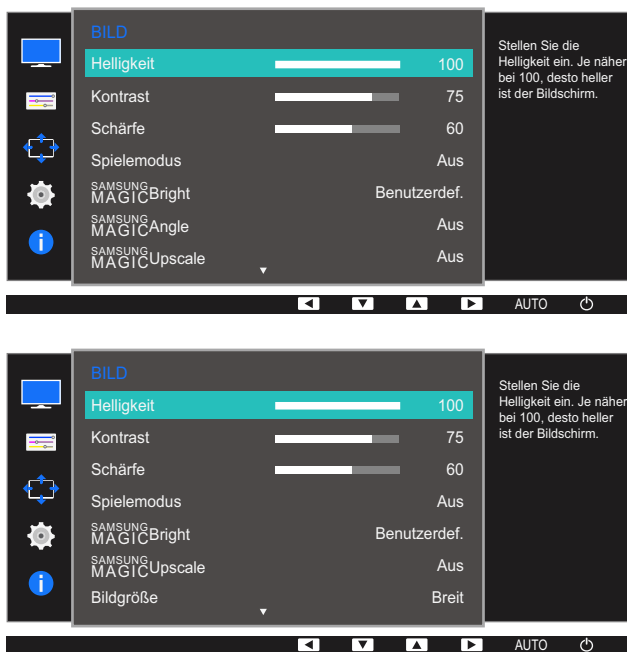 BILD
Helligkeit 100
Kontrast 75
Schärfe 60
Spielemodus Aus
SAMSUNG MAGIC Bright Benutzerdef.
SAMSUNG MAGIC Angle Aus
SAMSUNG MAGIC Upscale Aus
Stellen Sie die
Helligkeit ein. Je näher
bei 100, desto heller
ist der Bildschirm.
AUTO
BILD
Helligkeit 100
Kontrast 75
Schärfe 60
Spielemodus Aus
SAMSUNG MAGIC Bright Benutzerdef.
SAMSUNG MAGIC Upscale Aus
Bildgröße Breit
Stellen Sie die
Helligkeit ein. Je näher
bei 100, desto heller
ist der Bildschirm.
AUTO